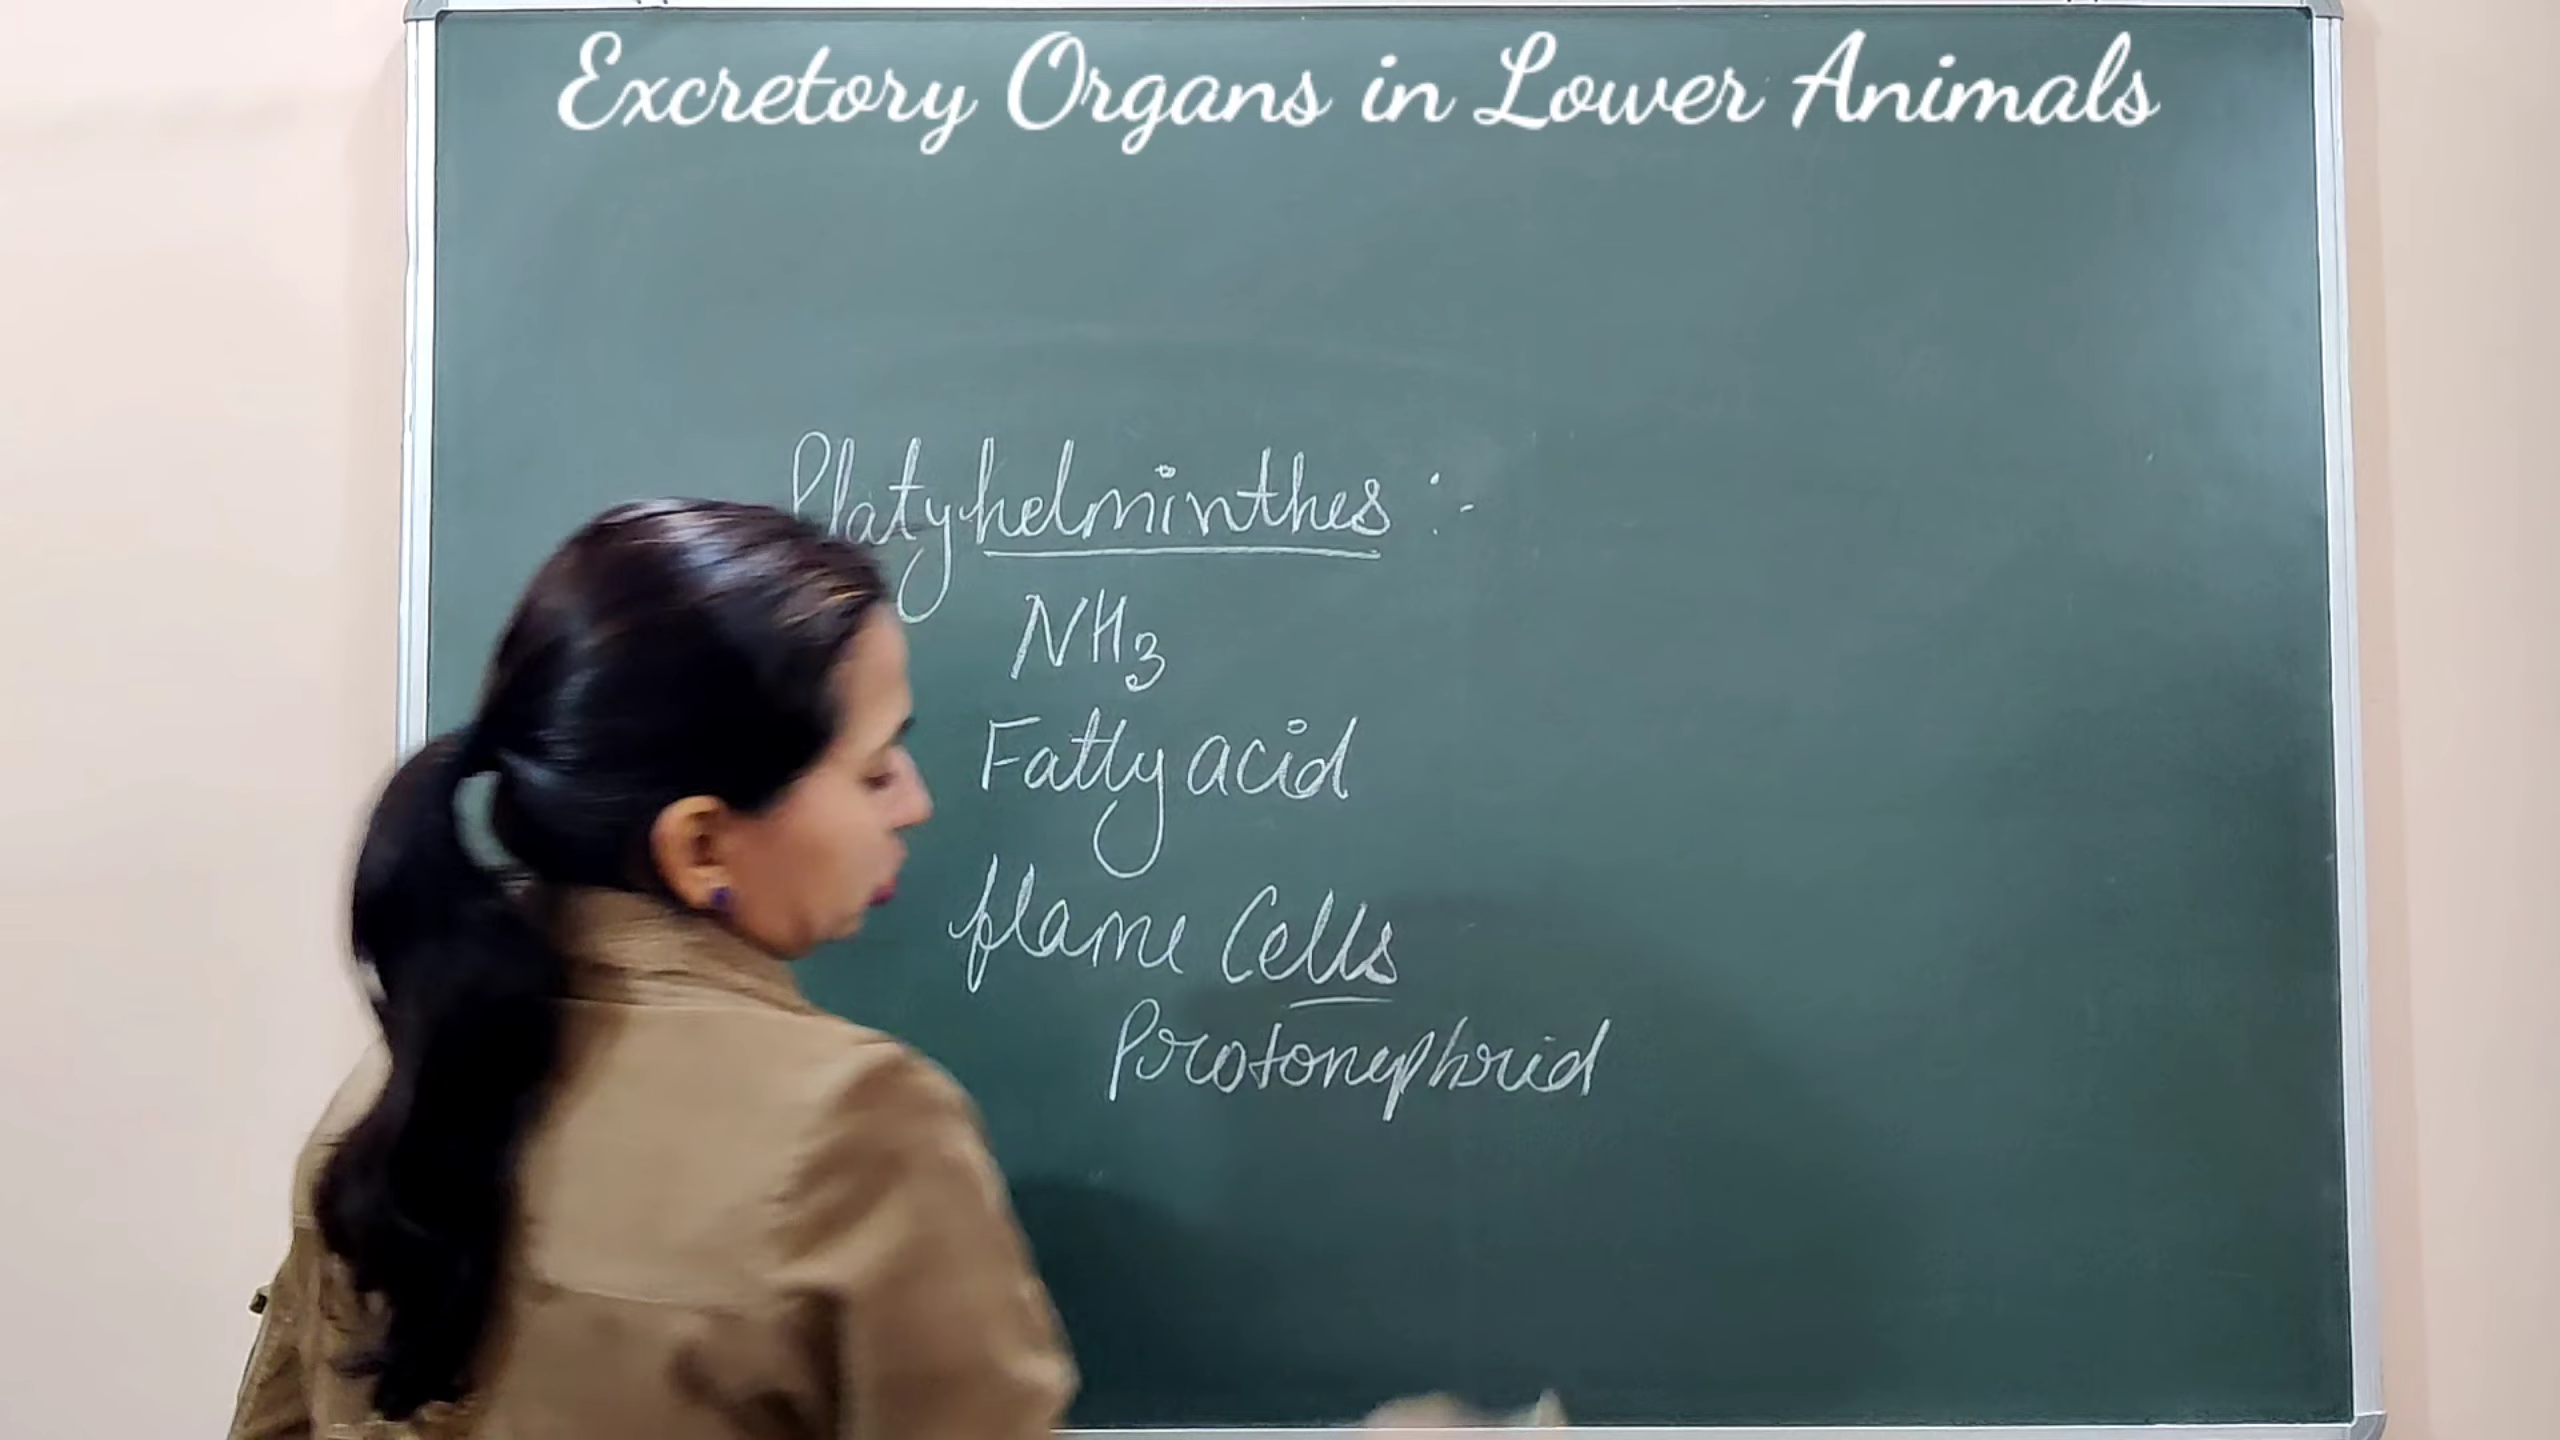 Excretory Organs in Lower Animals
Platyhelminthes :-
NH3
Fatty acid
flame Cells
Protonephrid